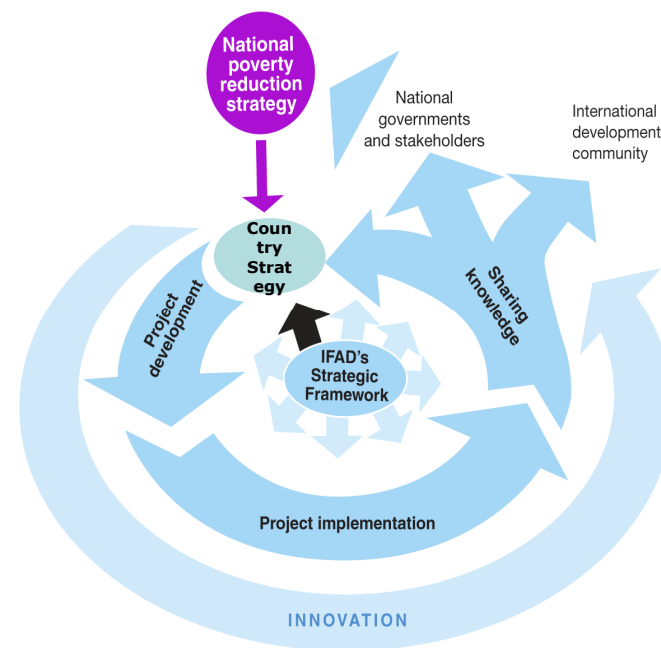 National
poverty
reduction
strategy
National
governments
and stakeholders
International
development
community
Coun
try
Strat
egy
Project
development
Sharing
knowledge
IFAD's
Strategic
Framework
Project implementation
INNOVATION